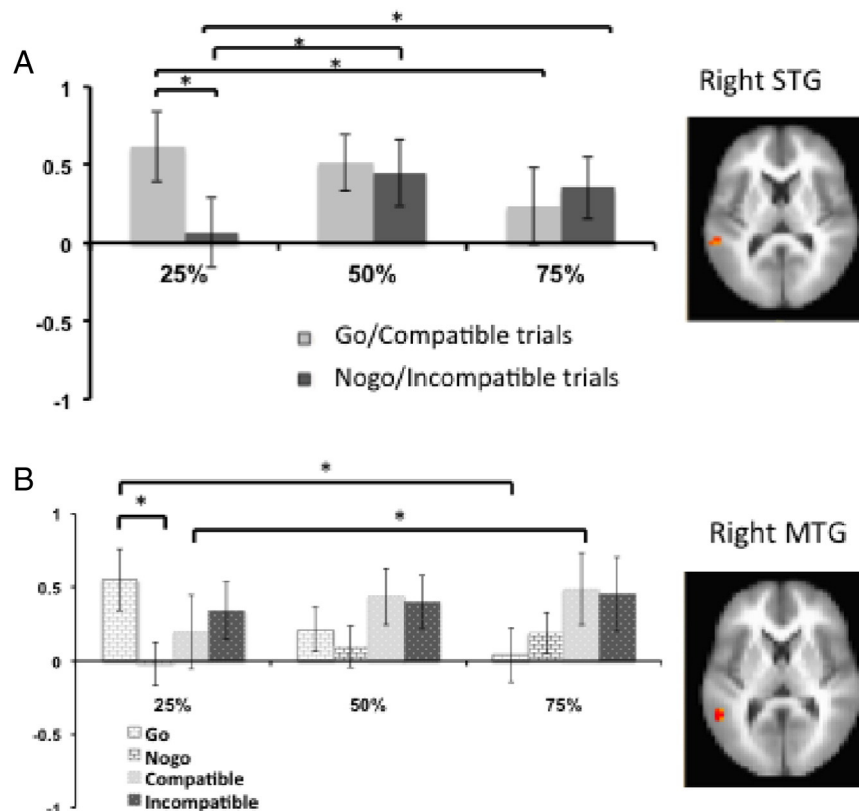 *
*
A
*
*
Right STG
1
0.5
0
25%
50%
75%
-0.5
Go/Compatible trials
Nogo/Incompatible trials
-1
B
*
*
*
Right MTG
1
0.5
0
25%
50%
75%
-0.5
Go
Nogo
Compatible
Incompatible
-1